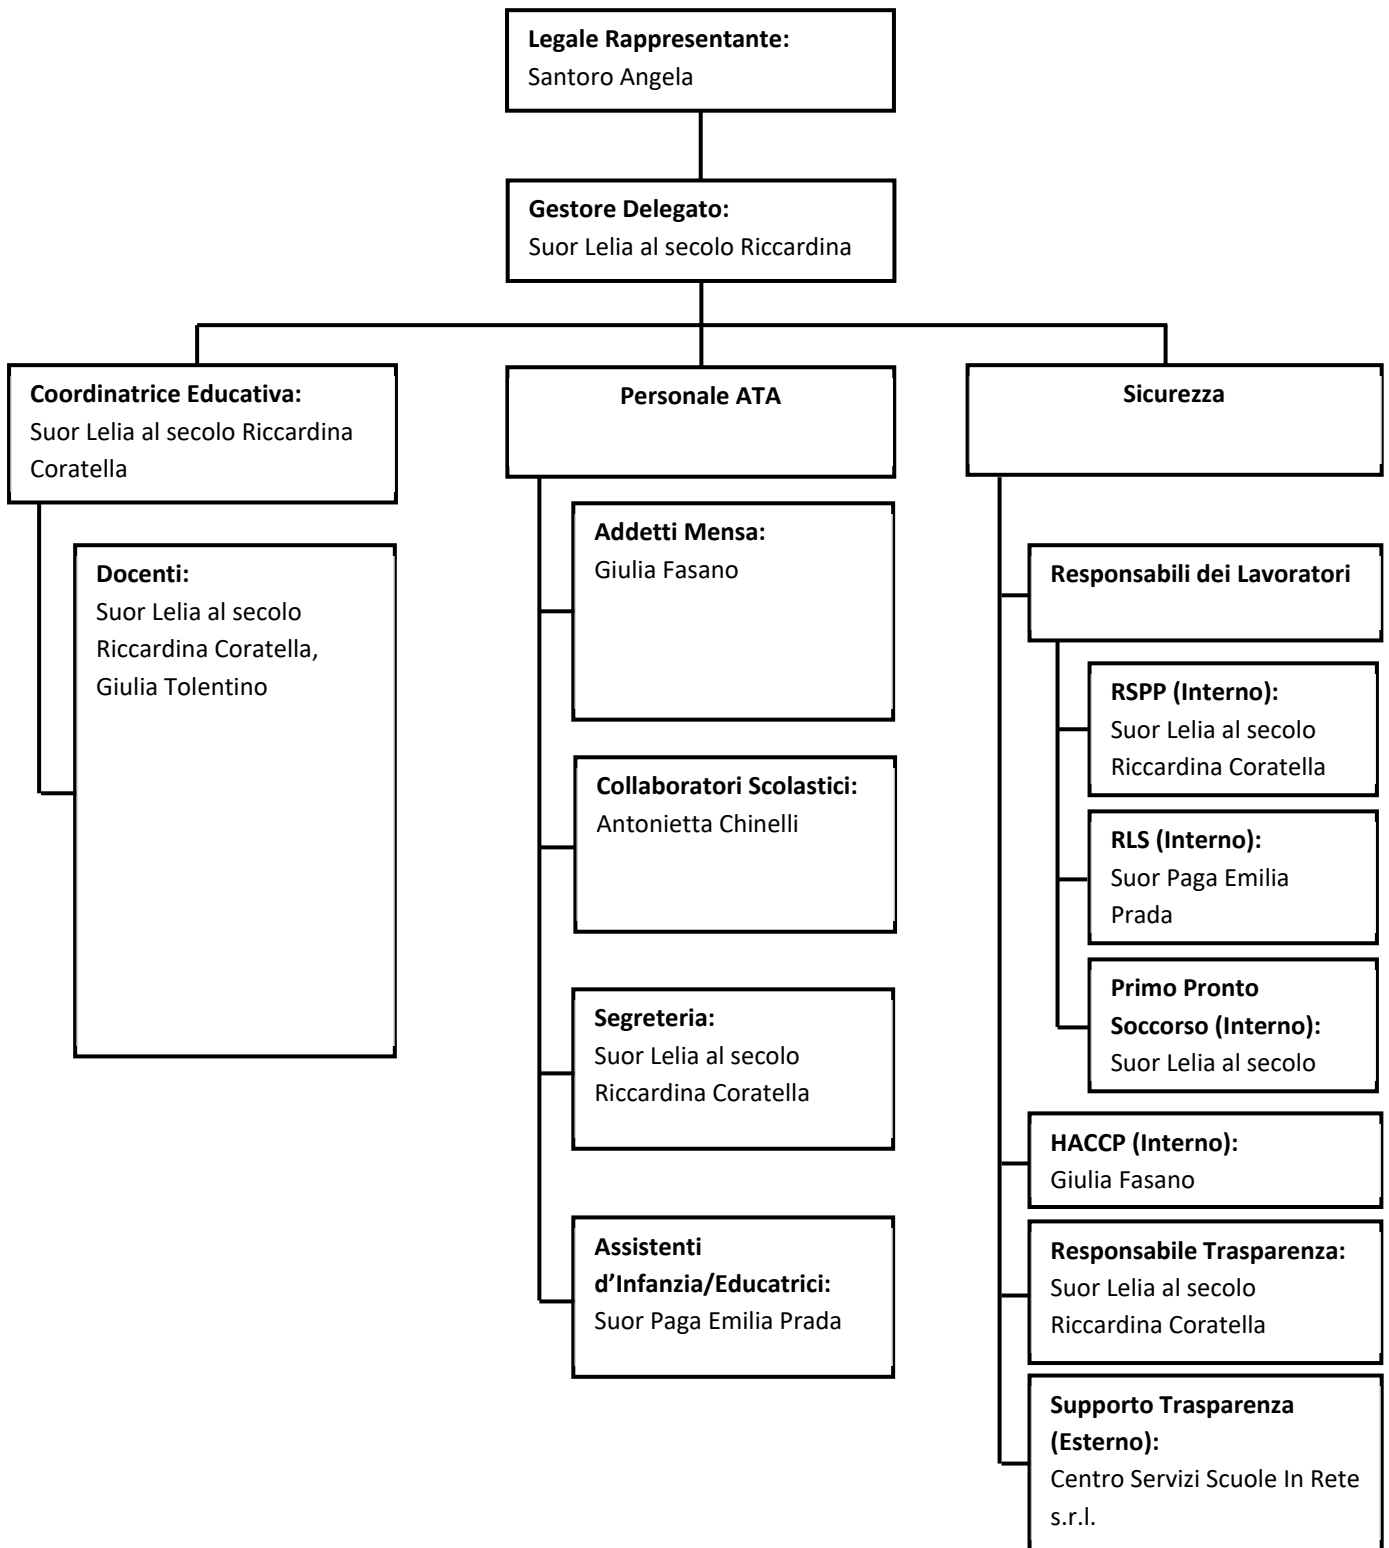 Legale Rappresentante:
Santoro Angela
Gestore Delegato:
Suor Lelia al secolo Riccardina
Coordinatrice Educativa:
Suor Lelia al secolo Riccardina
Coratella
Docenti:
Suor Lelia al secolo
Riccardina Coratella,
Giulia Tolentino
Personale ATA
Addetti Mensa:
Giulia Fasano
Collaboratori Scolastici:
Antonietta Chinelli
Segreteria:
Suor Lelia al secolo
Riccardina Coratella
Assistenti
d’Infanzia/Educatrici:
Suor Paga Emilia Prada
Sicurezza
Responsabili dei Lavoratori
RSPP (Interno):
Suor Lelia al secolo
Riccardina Coratella
RLS (Interno):
Suor Paga Emilia
Prada
Primo Pronto
Soccorso (Interno):
Suor Lelia al secolo
HACCP (Interno):
Giulia Fasano
Responsabile Trasparenza:
Suor Lelia al secolo
Riccardina Coratella
Supporto Trasparenza
(Esterno):
Centro Servizi Scuole In Rete
s.r.l.